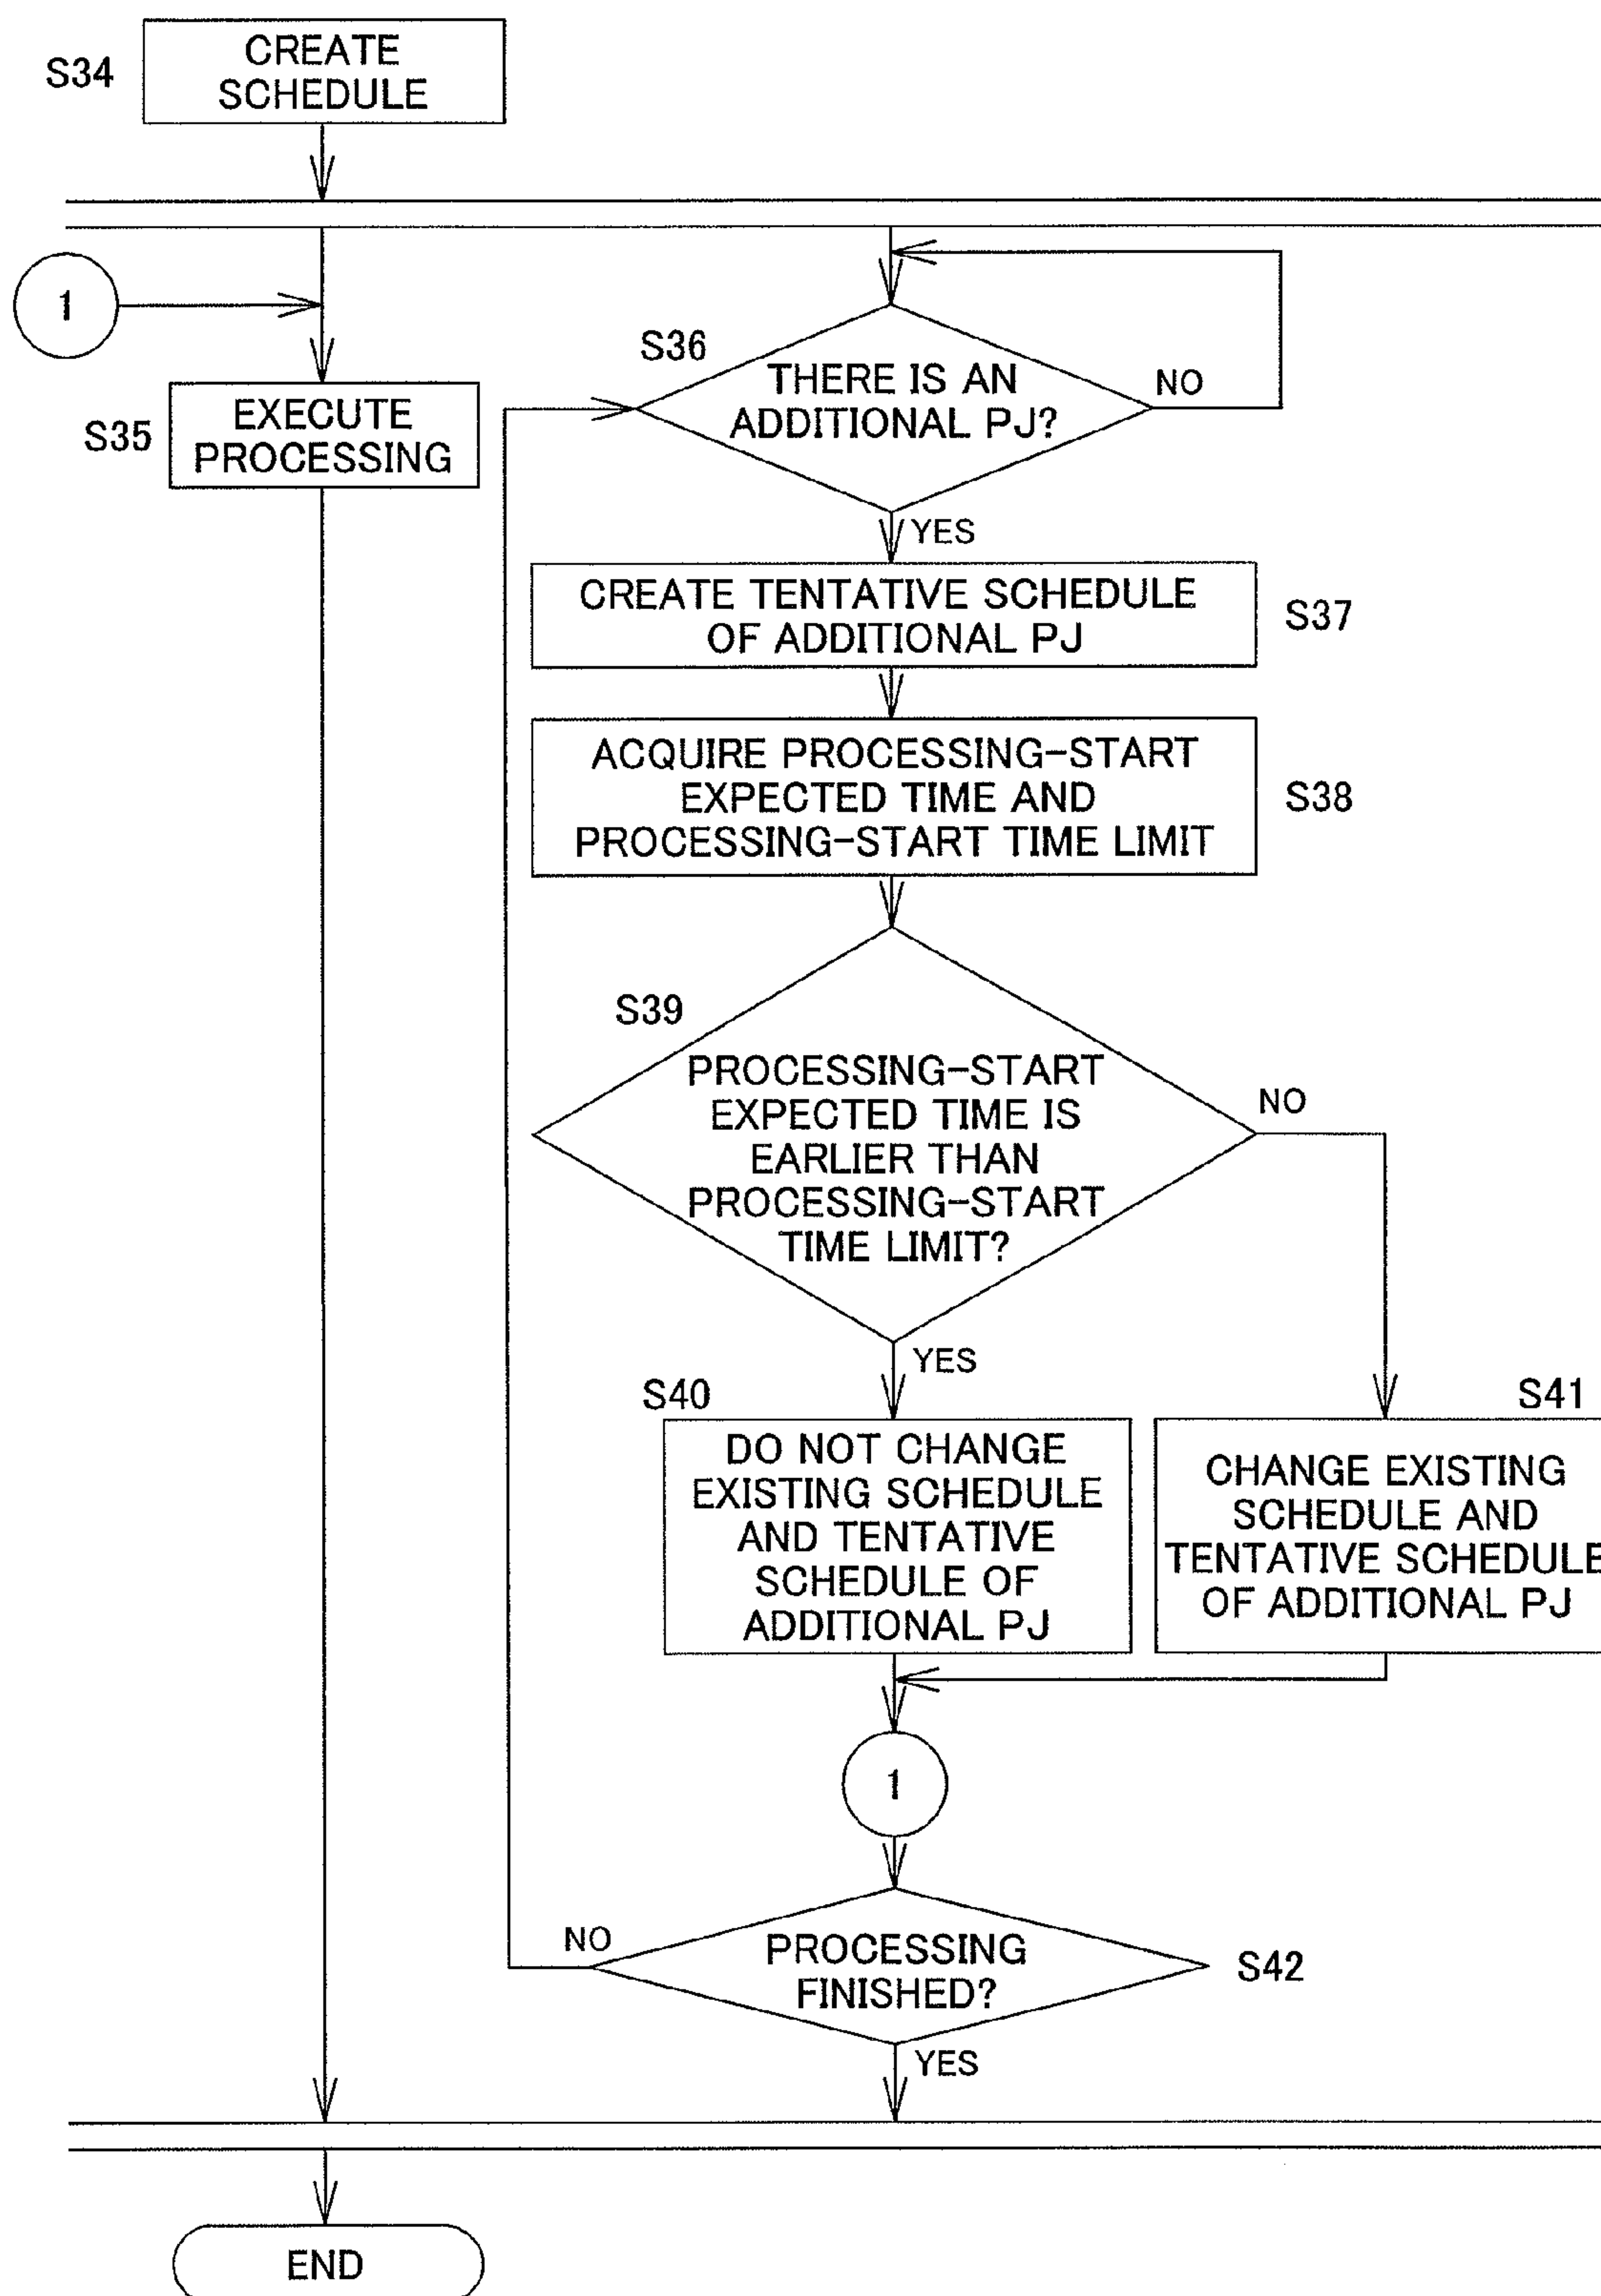 S34
CREATE
SCHEDULE
1
S35
EXECUTE
PROCESSING
S36
THERE IS AN
ADDITIONAL PJ?
NO
YES
CREATE TENTATIVE SCHEDULE
OF ADDITIONAL PJ
S37
ACQUIRE PROCESSING-START
EXPECTED TIME AND
PROCESSING-START TIME LIMIT
S38
S39
PROCESSING-START
EXPECTED TIME IS
EARLIER THAN
PROCESSING-START
TIME LIMIT?
NO
YES
S40
DO NOT CHANGE
EXISTING SCHEDULE
AND TENTATIVE
SCHEDULE OF
ADDITIONAL PJ
S41
CHANGE EXISTING
SCHEDULE AND
TENTATIVE SCHEDULE
OF ADDITIONAL PJ
1
NO
PROCESSING
FINISHED?
S42
YES
END